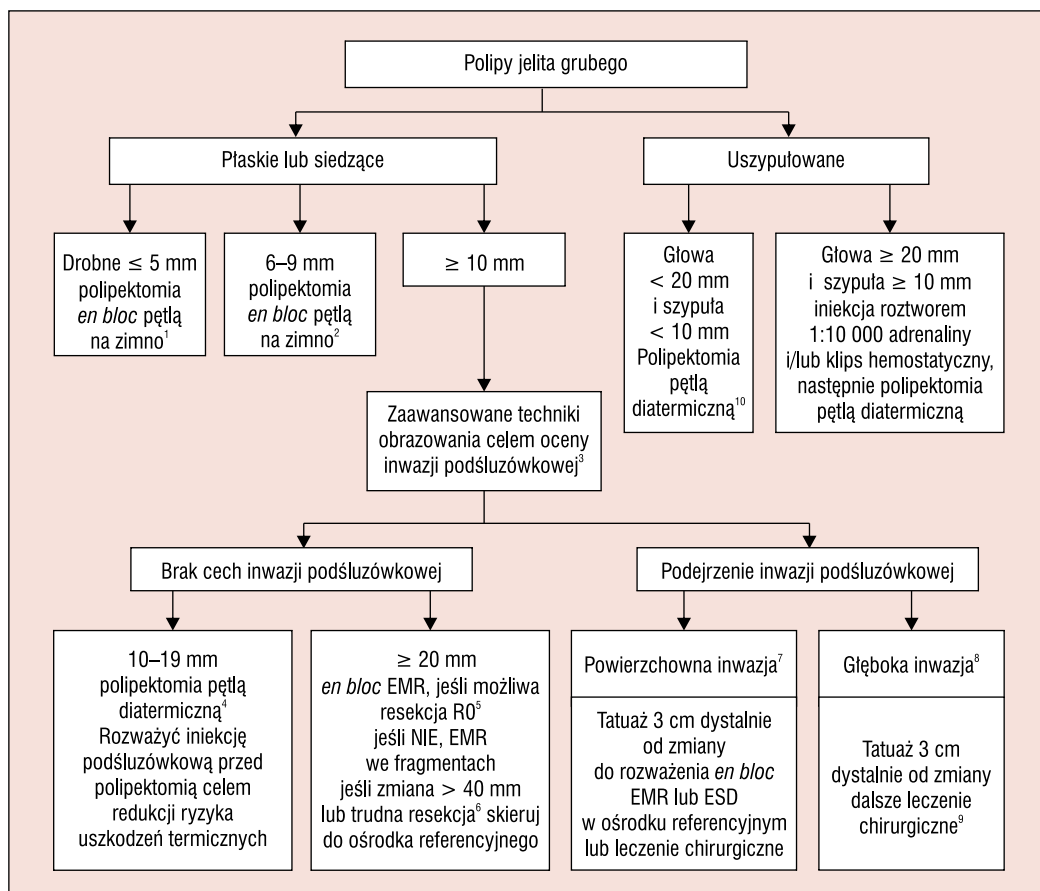 Polipy jelita grubego
Płaskie lub siedzące
Uszypułowane
Drobne ≤ 5 mm
polipektomia
en bloc pętlą
na zimno¹
6–9 mm
polipektomia
en bloc pętlą
na zimno²
≥ 10 mm
Głowa
< 20 mm
i szypuła
< 10 mm
Polipektomia
pętlą
diatermiczną¹⁰
Głowa ≥ 20 mm
i szypuła ≥ 10 mm
iniekcja roztworem
1:10 000 adrenaliny
i/lub klips hemostatyczny,
następnie polipektomia
pętlą diatermiczną
Zaawansowane techniki
obrazowania celem oceny
inwazji podśluzówkowej³
Brak cech inwazji podśluzówkowej
Podejrzenie inwazji podśluzówkowej
10–19 mm
polipektomia pętlą
diatermiczną⁴
Rozważyć iniekcję
podśluzówkową przed
polipektomią celem
redukcji ryzyka
uszkodzeń termicznych
≥ 20 mm
en bloc EMR, jeśli możliwa
resekcja R0⁵
jeśli NIE, EMR
we fragmentach
jeśli zmiana > 40 mm
lub trudna resekcja⁶ skieruj
do ośrodka referencyjnego
Powierzchowna inwazja⁷
Tatuaż 3 cm dystalnie
od zmiany
do rozważenia en bloc
EMR lub ESD
w ośrodku referencyjnym
lub leczenie chirurgiczne
Głęboka inwazja⁸
Tatuaż 3 cm
dystalnie od zmiany
dalsze leczenie
chirurgiczne⁹